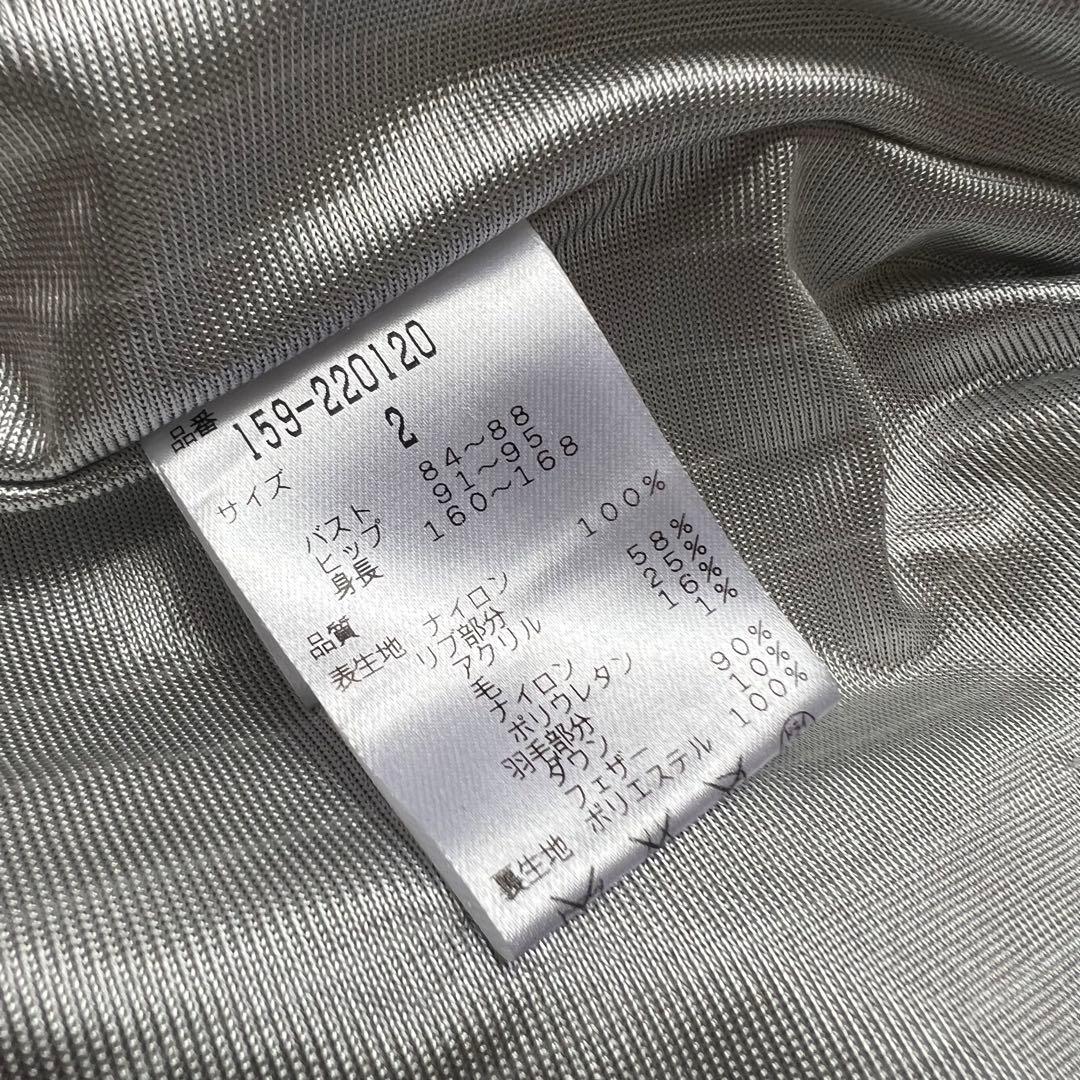 品番 159-220120
サイズ 2
バスト 84～88
ヒップ 91～95
身長 160～168
品質
表生地 ナイロン 100%
リブ部分
アクリル 58%
毛 25%
ナイロン 16%
ポリウレタン 1%
羽毛部分
ダウン 90%
フェザー 10%
裏生地 ポリエステル 100%